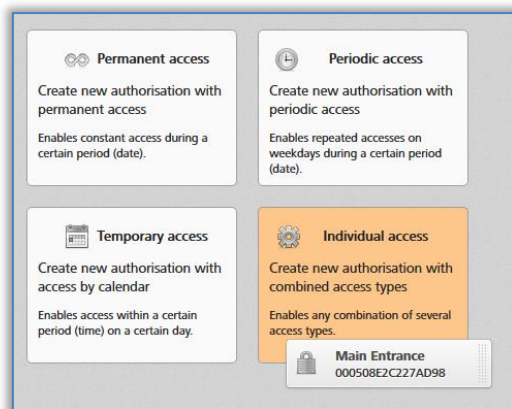 Permanent access
Create new authorisation with
permanent access
Enables constant access during a
certain period (date).
Periodic access
Create new authorisation with
periodic access
Enables repeated accesses on
weekdays during a certain period
(date).
Temporary access
Create new authorisation with
access by calendar
Enables access within a certain
period (time) on a certain day.
Individual access
Create new authorisation with
combined access types
Enables any combination of several
access types.
Main Entrance
000508E2C227AD98